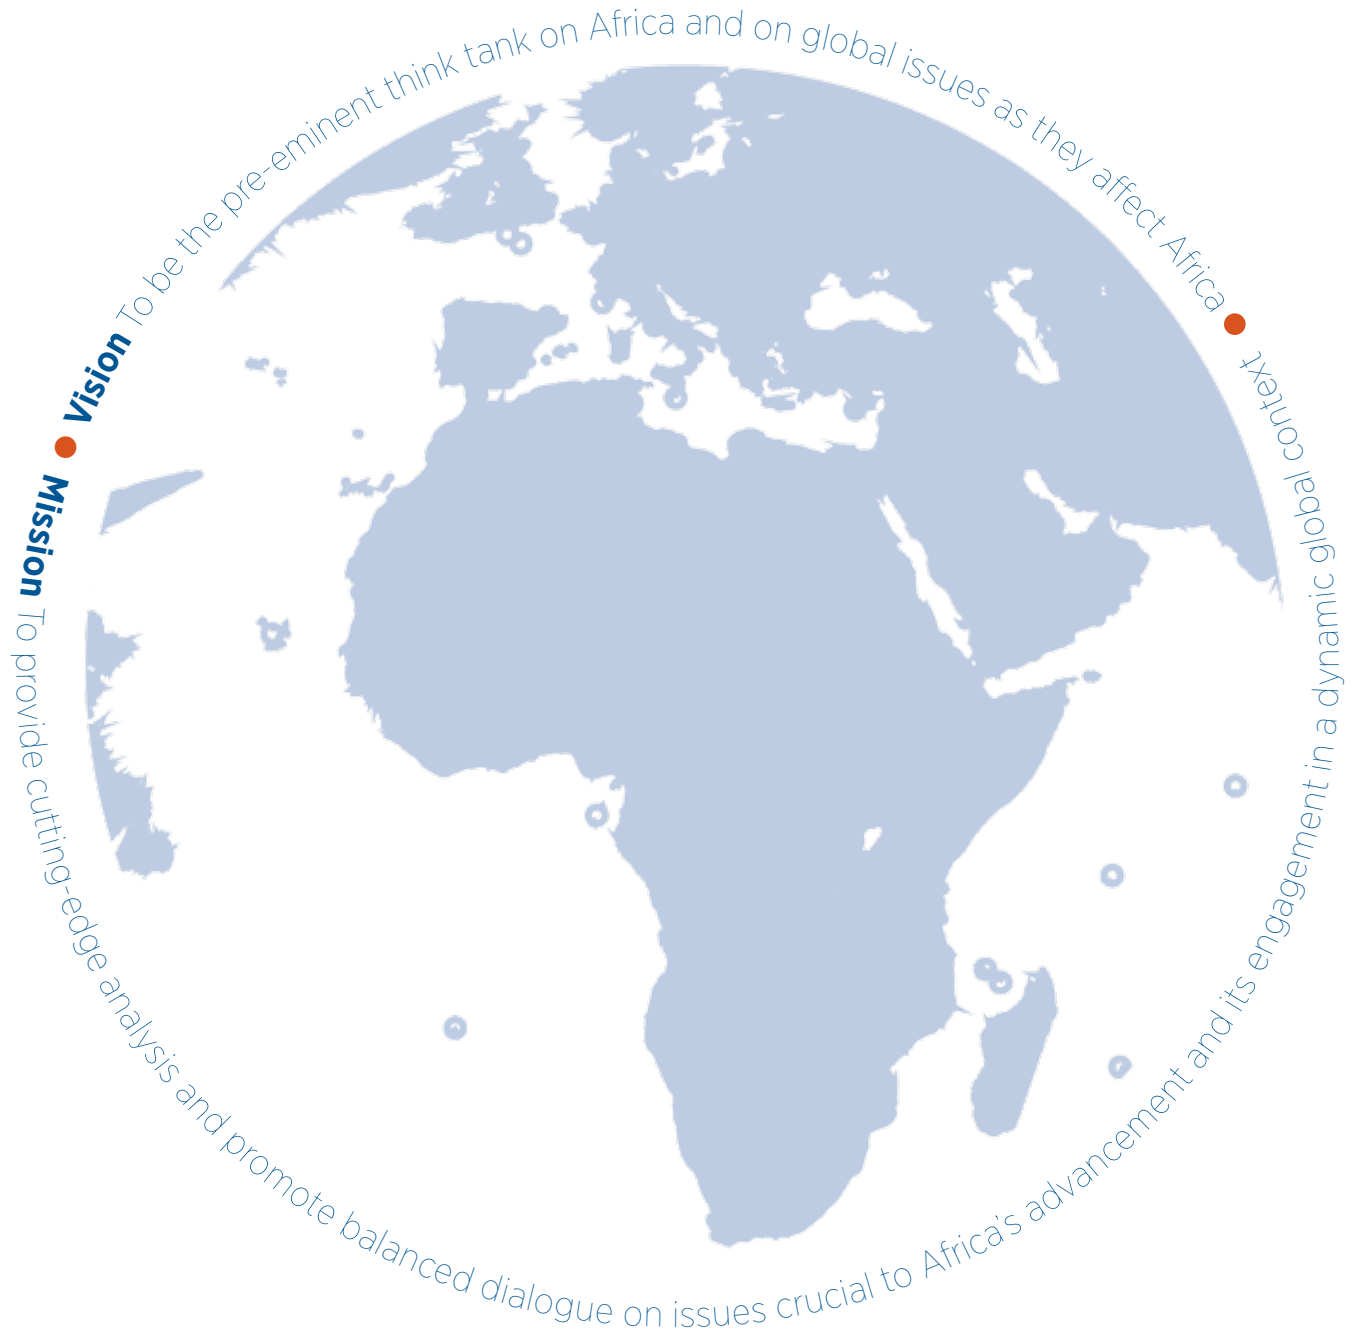 Vision To be the pre-eminent think tank on Africa and on global issues as they affect Africa
Mission To provide cutting-edge analysis and promote balanced dialogue on issues crucial to Africa's advancement and its engagement in a dynamic global context